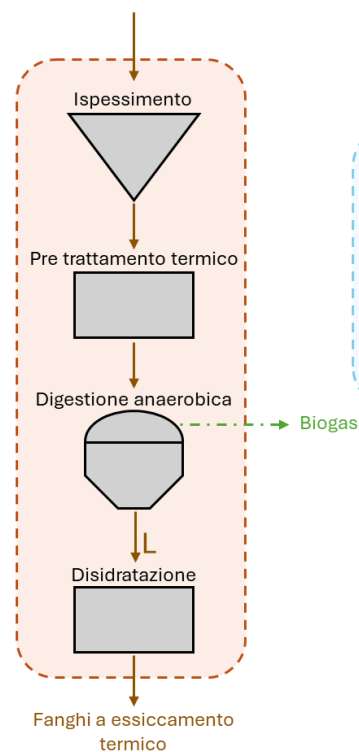 Ispessimento
Pre trattamento termico
Digestione anaerobica
Biogas
L
Disidratazione
Fanghi a essiccamento
termico